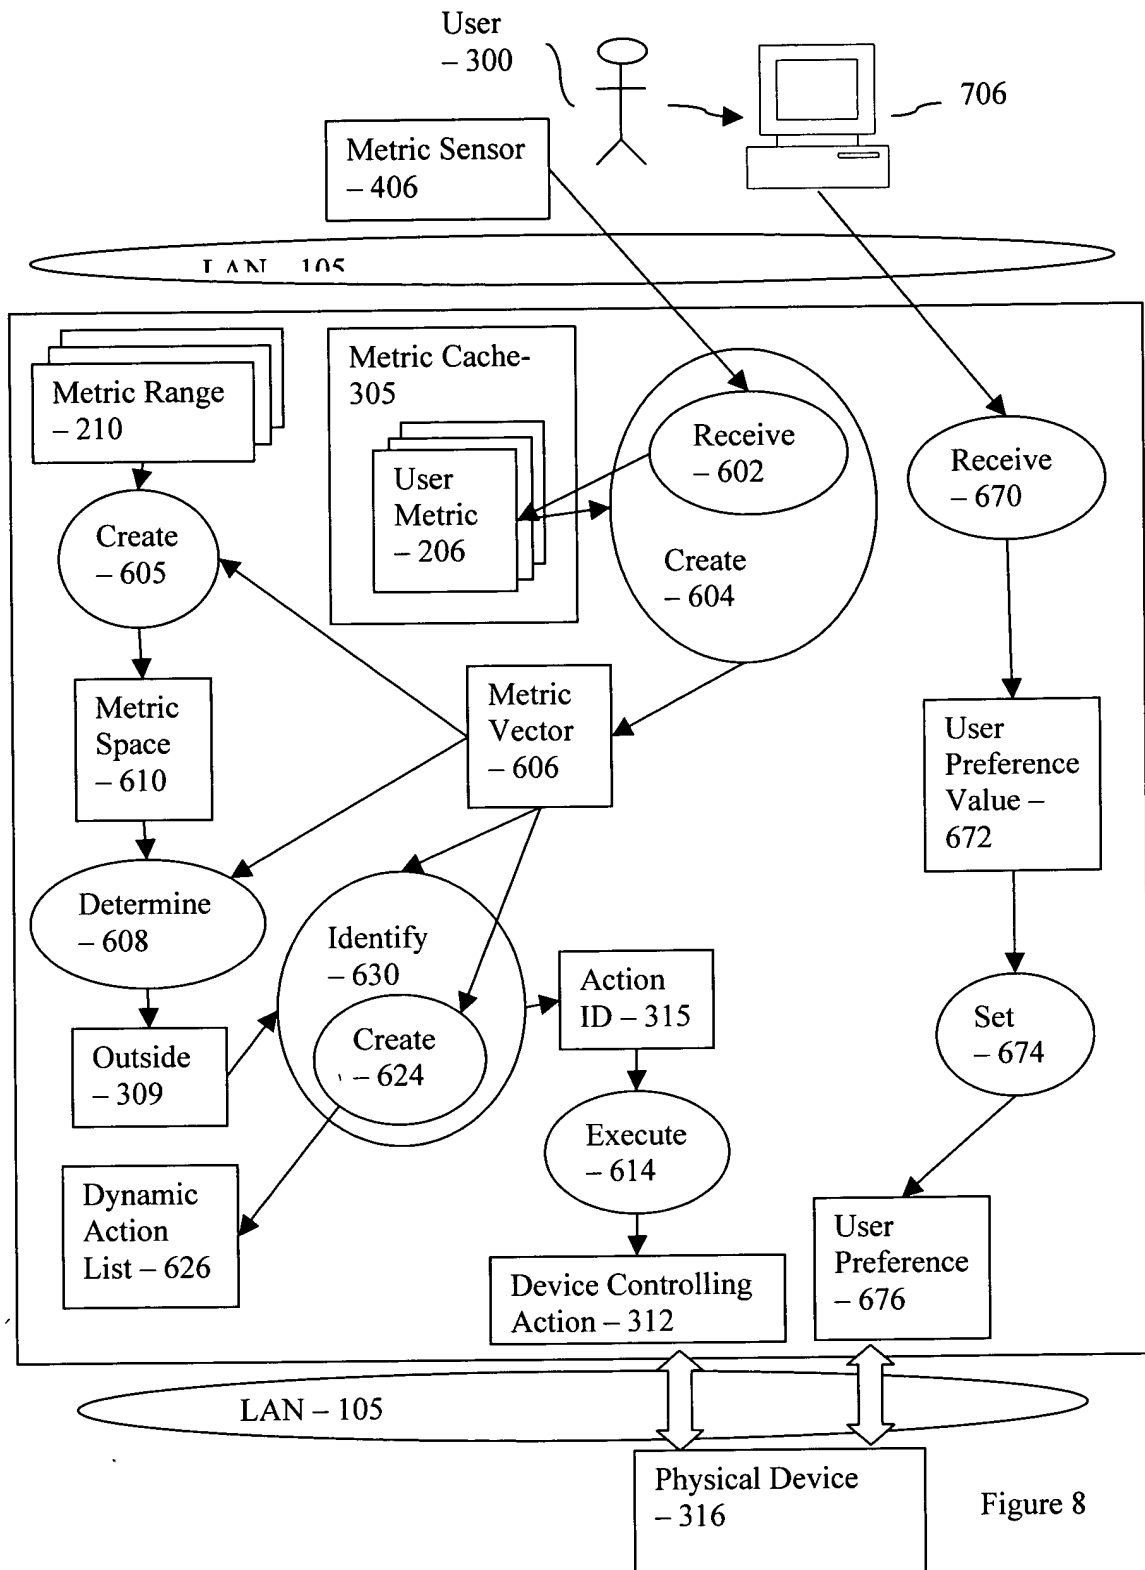 User
– 300
706
Metric Sensor
– 406
LAN – 105
Metric Range
– 210
Metric Cache-
305
User
Metric
– 206
Receive
– 602
Create
– 604
Receive
– 670
Create
– 605
Metric
Space
– 610
Metric
Vector
– 606
User
Preference
Value –
672
Determine
– 608
Identify
– 630
Create
– 624
Action
ID – 315
Set
– 674
Outside
– 309
Execute
– 614
Dynamic
Action
List – 626
Device Controlling
Action – 312
User
Preference
– 676
LAN – 105
Physical Device
– 316
Figure 8